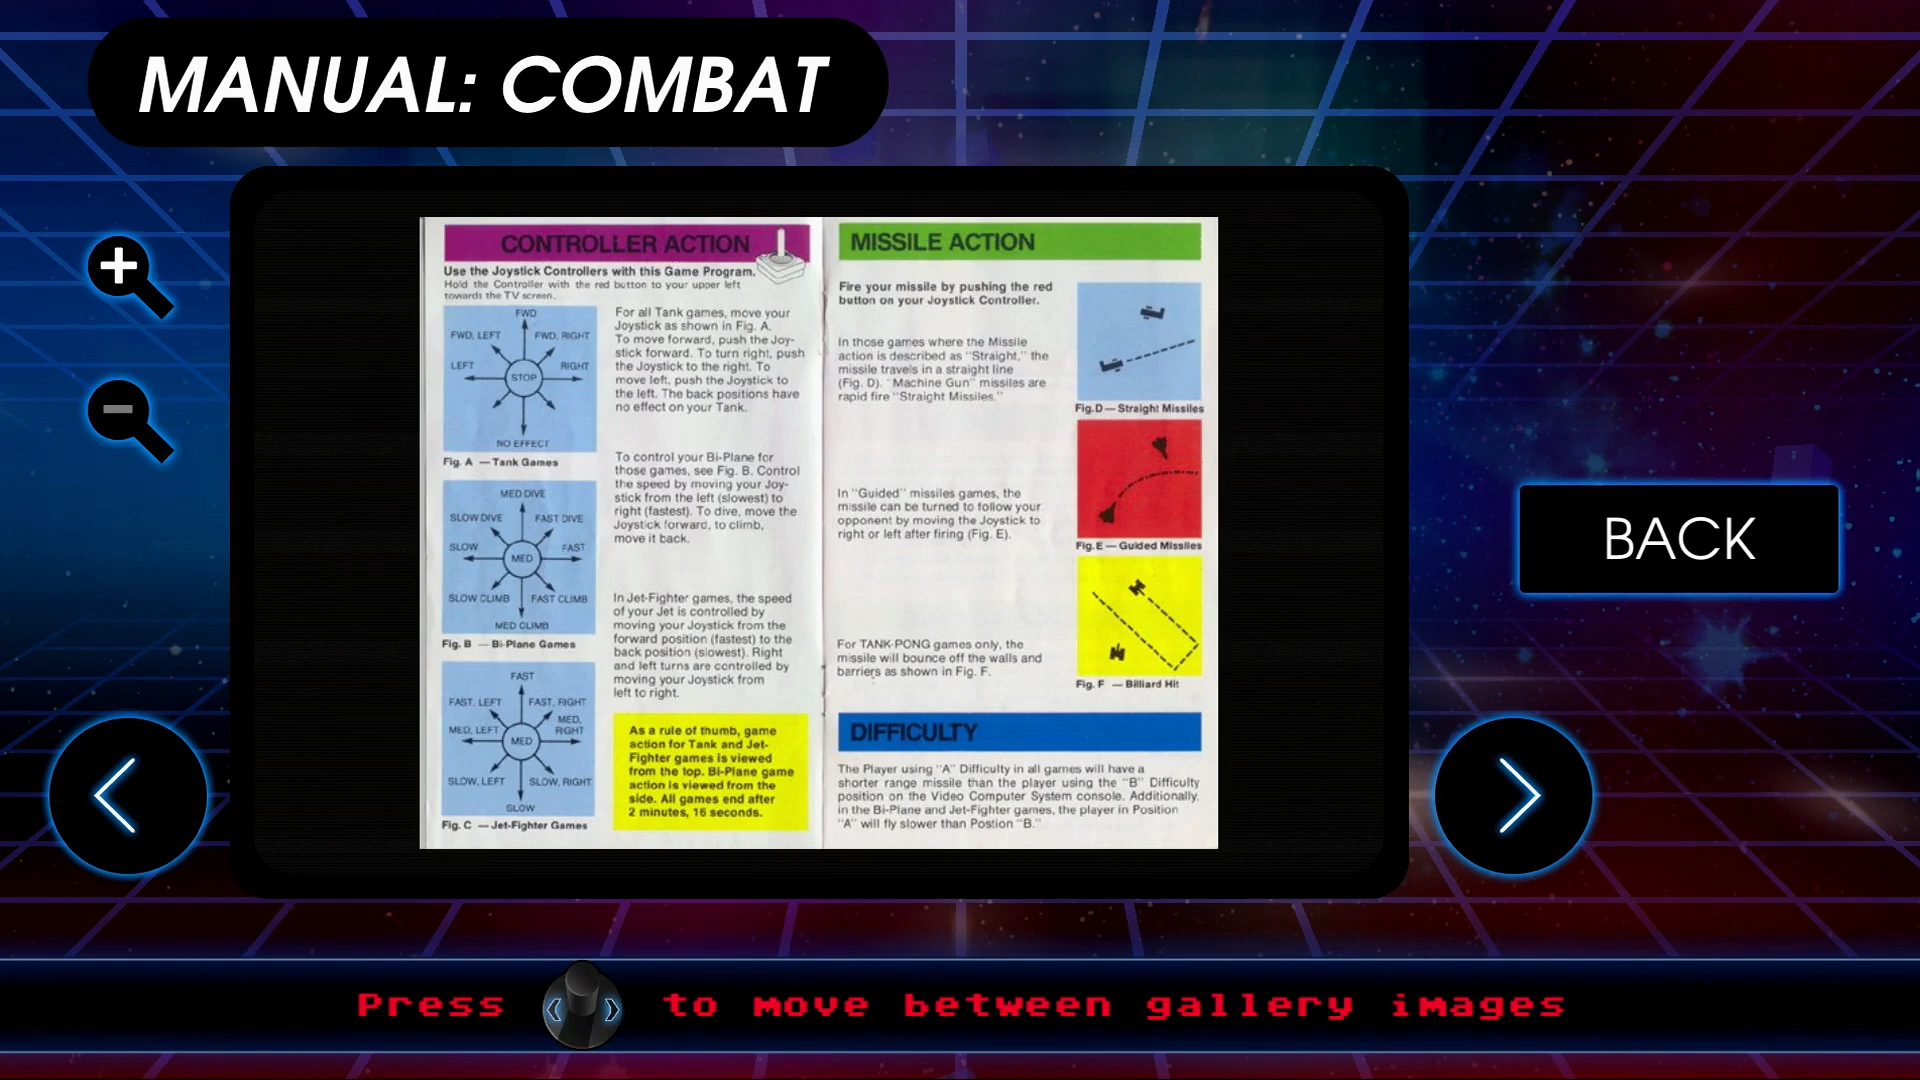 MANUAL: COMBAT
CONTROLLER ACTION
Use the Joystick Controllers with this Game Program.
Hold the Controller with the red button to your upper left
towards the TV screen.
FWD
FWD, LEFT
FWD, RIGHT
LEFT
RIGHT
STOP
NO EFFECT
Fig. A — Tank Games
For all Tank games, move your
Joystick as shown in Fig. A.
To move forward, push the Joy-
stick forward. To turn right, push
the Joystick to the right. To
move left, push the Joystick to
the left. The back positions have
no effect on your Tank.
MED DIVE
SLOW DIVE
FAST DIVE
SLOW
FAST
MED
SLOW CLIMB
FAST CLIMB
MED CLIMB
Fig. B — Bi-Plane Games
To control your Bi-Plane for
those games, see Fig. B. Control
the speed by moving your Joy-
stick from the left (slowest) to
right (fastest). To dive, move the
Joystick forward, to climb,
move it back.
FAST
FAST, LEFT
FAST, RIGHT
MED, LEFT
MED,
RIGHT
MED
SLOW, LEFT
SLOW, RIGHT
SLOW
Fig. C — Jet-Fighter Games
In Jet-Fighter games, the speed
of your Jet is controlled by
moving your Joystick from the
forward position (fastest) to the
back position (slowest). Right
and left turns are controlled by
moving your Joystick from
left to right.
As a rule of thumb, game
action for Tank and Jet-
Fighter games is viewed
from the top. Bi-Plane game
action is viewed from the
side. All games end after
2 minutes, 16 seconds.
MISSILE ACTION
Fire your missile by pushing the red
button on your Joystick Controller.
In those games where the Missile
action is described as "Straight," the
missile travels in a straight line
(Fig. D). "Machine Gun" missiles are
rapid fire "Straight Missiles."
Fig.D — Straight Missiles
In "Guided" missiles games, the
missile can be turned to follow your
opponent by moving the Joystick to
right or left after firing (Fig. E).
Fig.E — Guided Missiles
For TANK-PONG games only, the
missile will bounce off the walls and
barriers as shown in Fig. F.
Fig. F — Billiard Hit
DIFFICULTY
The Player using "A" Difficulty in all games will have a
shorter range missile than the player using the "B" Difficulty
position on the Video Computer System console. Additionally,
in the Bi-Plane and Jet-Fighter games, the player in Position
"A" will fly slower than Postion "B."
BACK
Press to move between gallery images